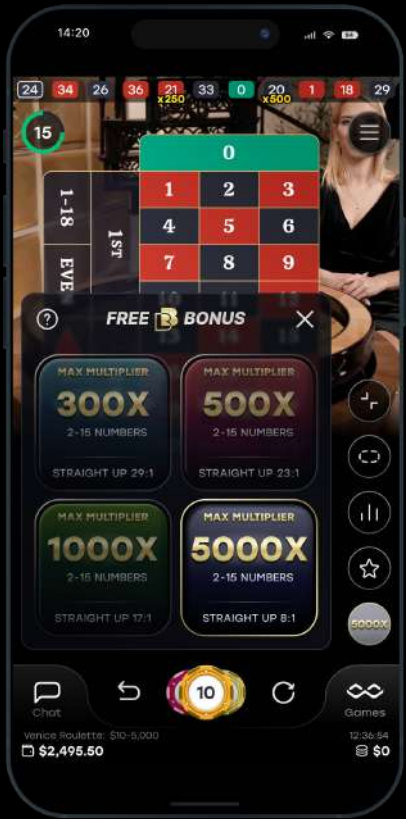 14:20
24 34 26 36 21 33 0 20 1 18 29
x250 x500
15
0
1-18
1ST
1 2 3
4 5 6
EVE
7 8 9
FREE B BONUS
MAX MULTIPLIER
300X
2-15 NUMBERS
STRAIGHT UP 29:1
MAX MULTIPLIER
500X
2-15 NUMBERS
STRAIGHT UP 23:1
MAX MULTIPLIER
1000X
2-15 NUMBERS
STRAIGHT UP 17:1
MAX MULTIPLIER
5000X
2-15 NUMBERS
STRAIGHT UP 8:1
5000X
10
Chat
Games
Venice Roulette: $10-5,000
12:36:54
$2,495.50
$0